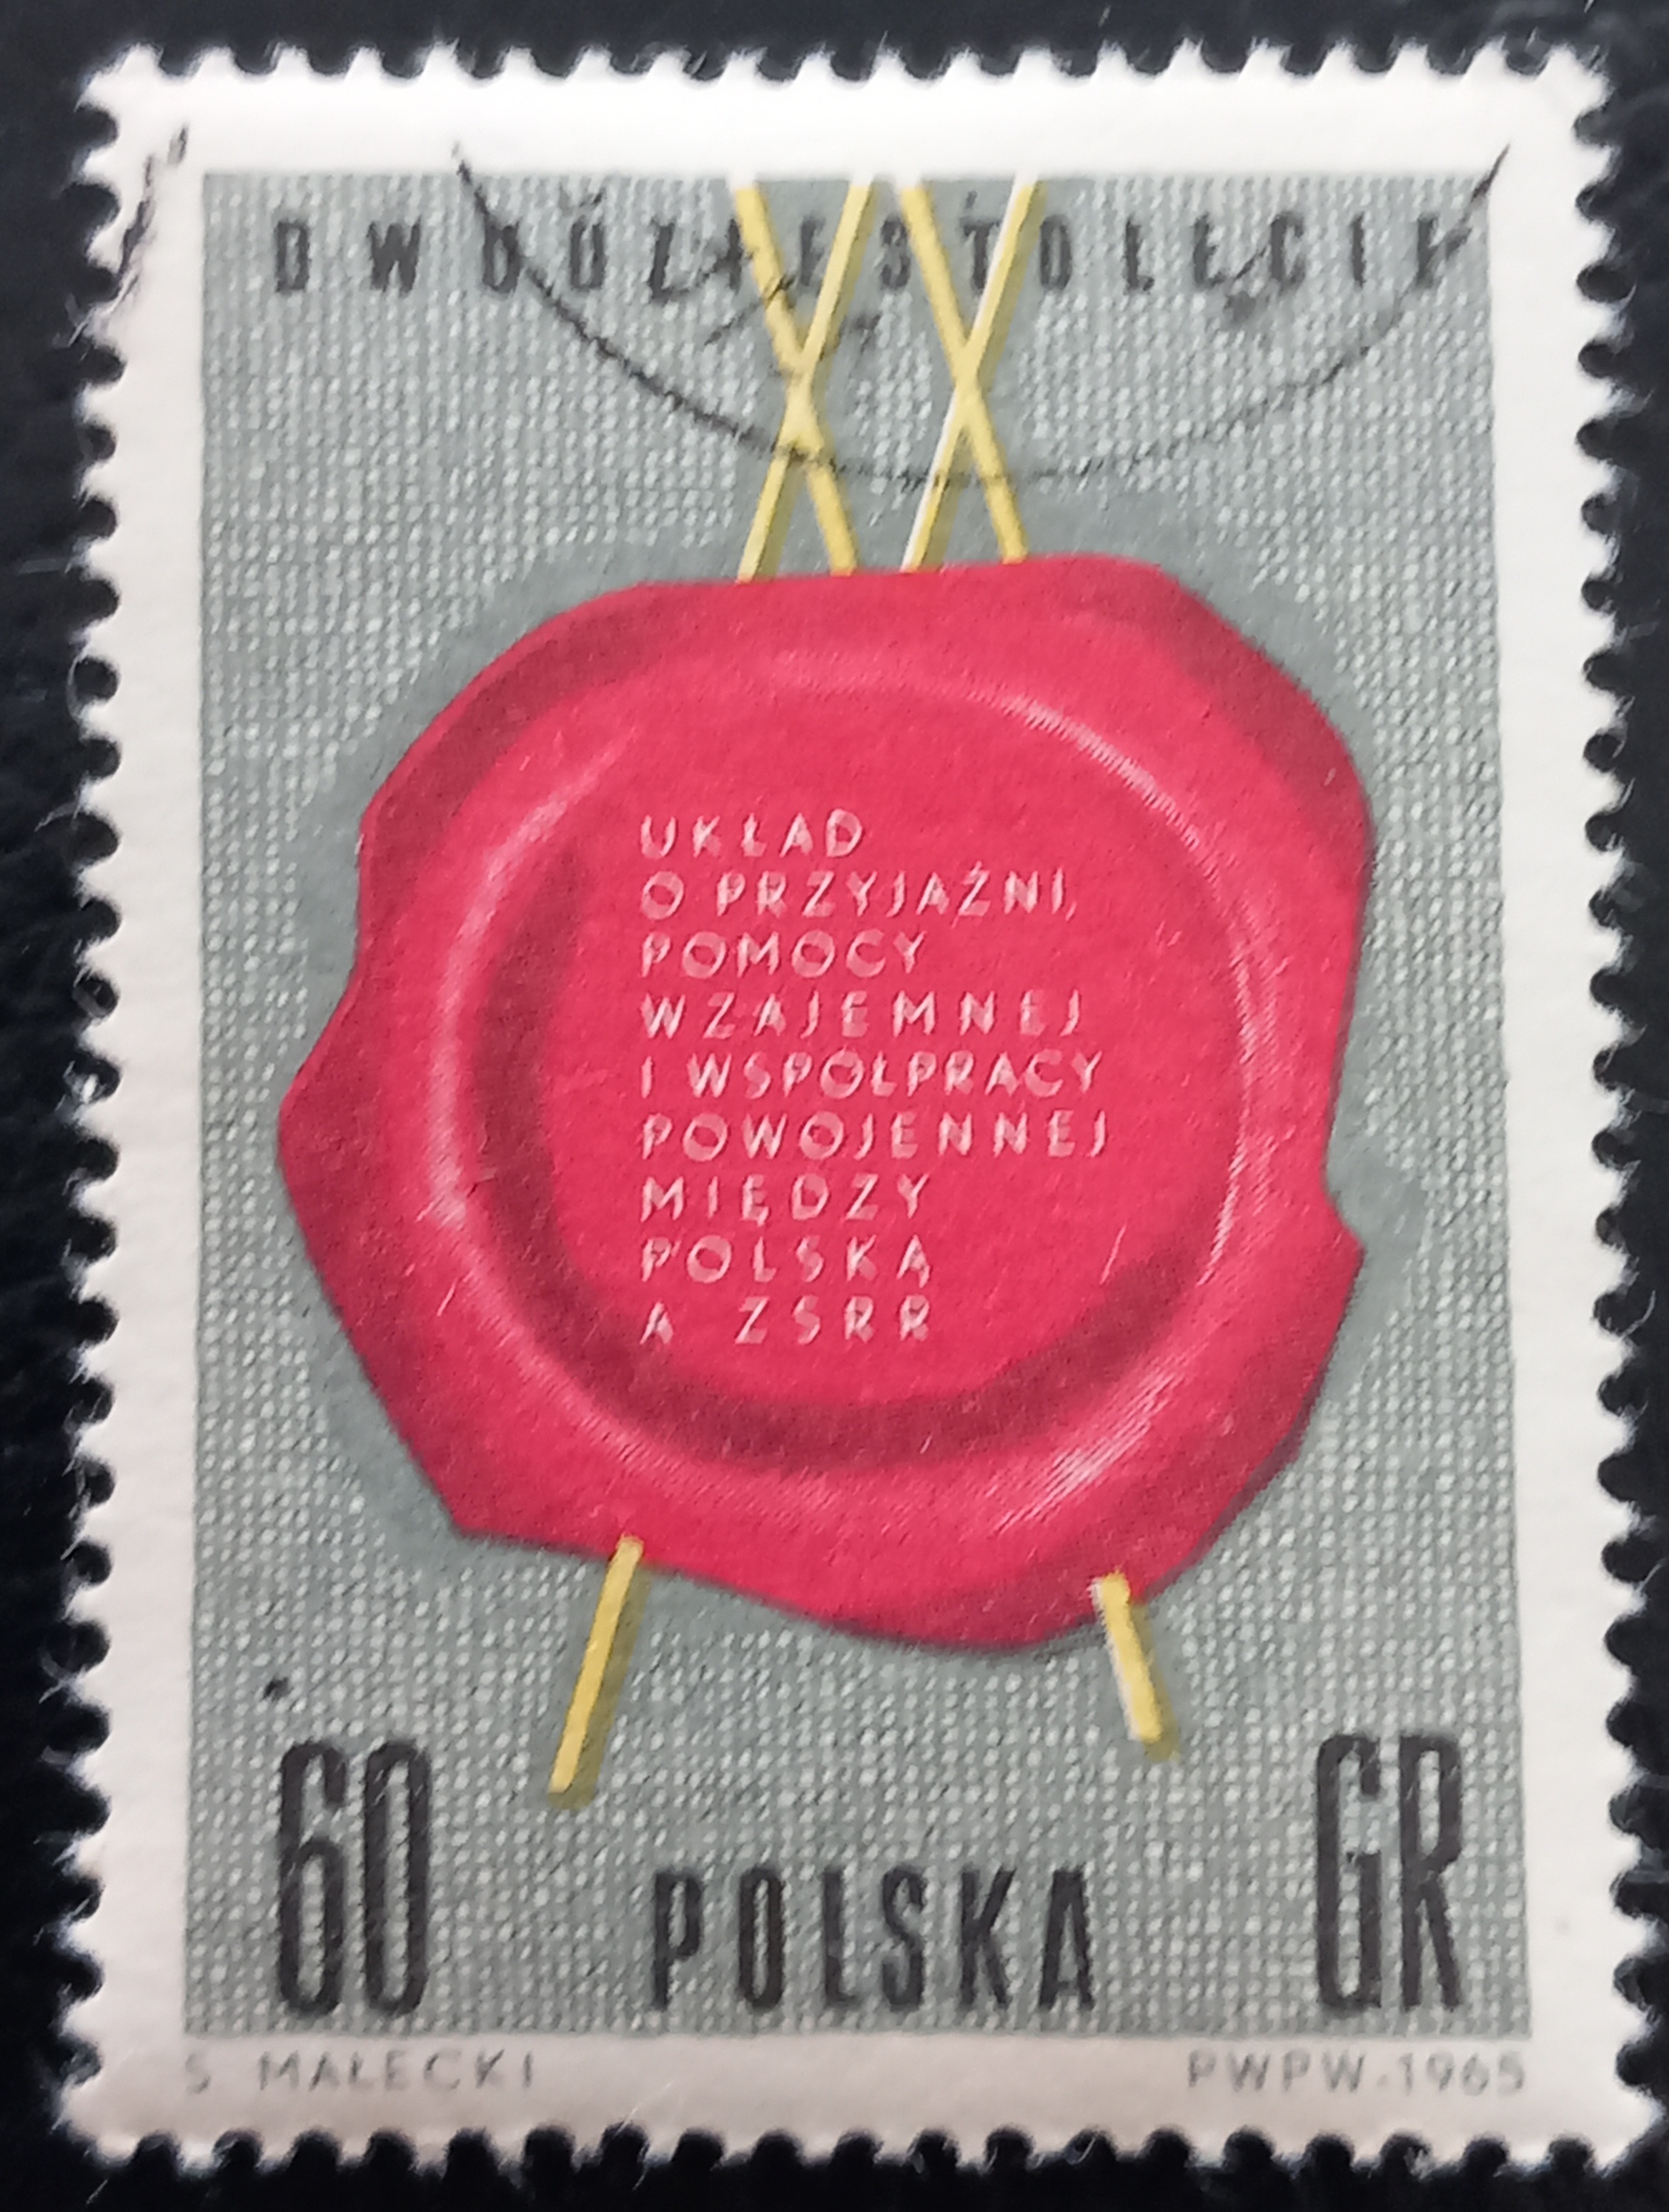 DWUDZIESTOLECIE
UKŁAD
O PRZYJAŹNI,
POMOCY
WZAJEMNEJ
I WSPÓŁPRACY
POWOJENNEJ
MIĘDZY
POLSKĄ
A ZSRR
60 POLSKA GR
S. MAŁECKI PWPW.1965